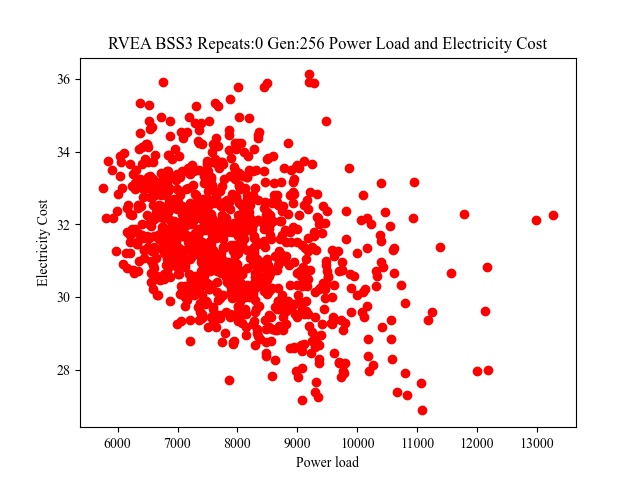 RVEA BSS3 Repeats:0 Gen:256 Power Load and Electricity Cost
36
34
32
30
28
Electricity Cost
6000 7000 8000 9000 10000 11000 12000 13000
Power load